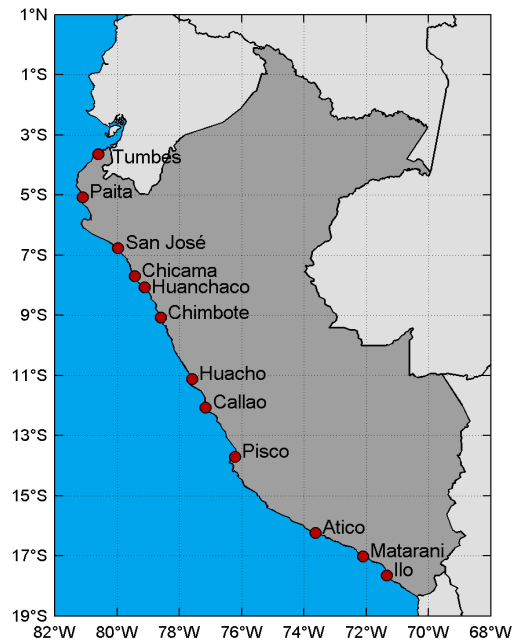 1°N
1°S
3°S
Tumbes
5°S
Paita
7°S
San José
Chicama
Huanchaco
9°S
Chimbote
11°S
Huacho
Callao
13°S
Pisco
15°S
Atico
17°S
Matarani
Ilo
19°S
82°W 80°W 78°W 76°W 74°W 72°W 70°W 68°W